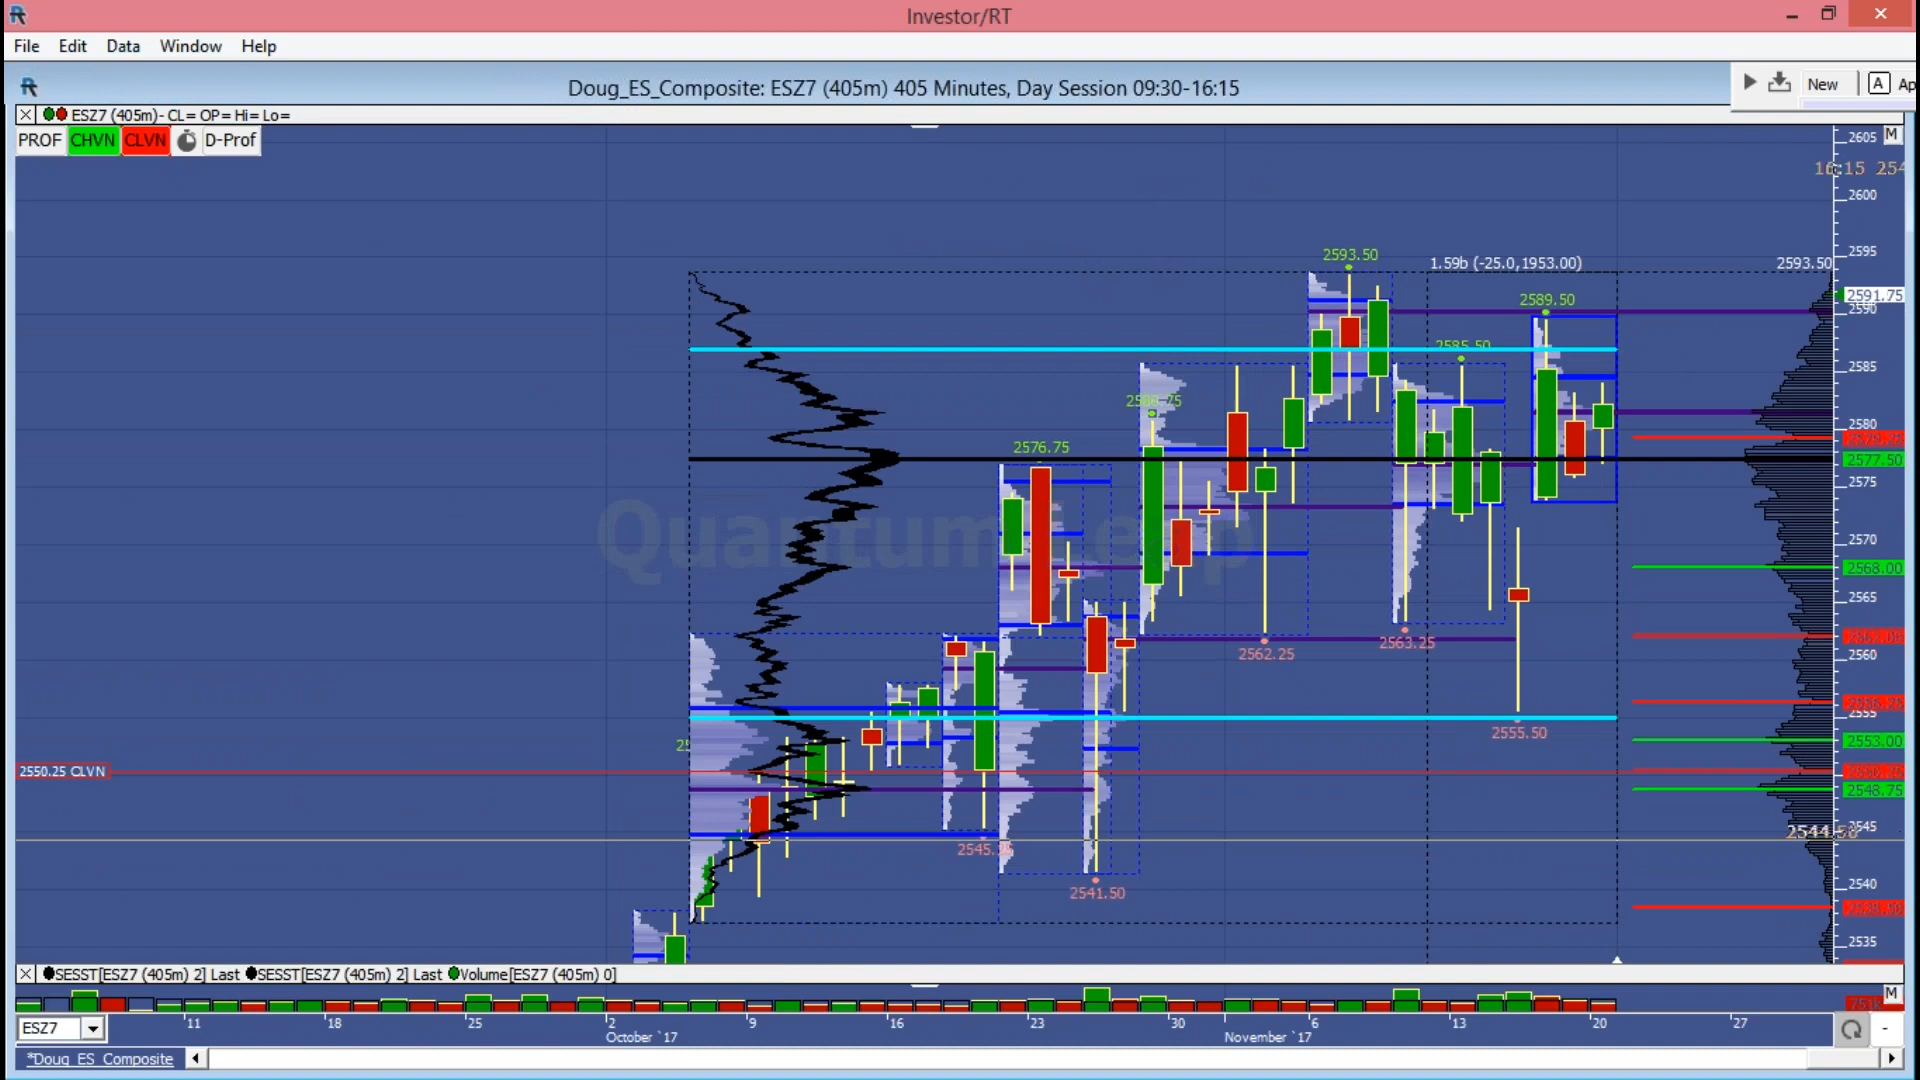 Investor/RT
File Edit Data Window Help
Doug_ES_Composite: ESZ7 (405m) 405 Minutes, Day Session 09:30-16:15
New
A
ESZ7 (405m)- CL= OP= Hi= Lo=
PROF CHVN CLVN D-Prof
M
2605
2600
2593.50
1.59b (-25.0,1953.00)
2593.50
2595
2591.75
2589.50
2585.50
2585
2580
2576.75
2577.50
2575
QuantumLeap
2570
2568.00
2565
2562.25
2563.25
2560
2555
2555.50
2553.00
2550.25 CLVN
2548.75
2545
2541.50
2540
2535
SESST[ESZ7 (405m) 2] Last SESST[ESZ7 (405m) 2] Last Volume[ESZ7 (405m) 0]
M
ESZ7
11 18 25 2 9 16 23 30 6 13 20 27
October `17 November `17
*Doug_ES_Composite